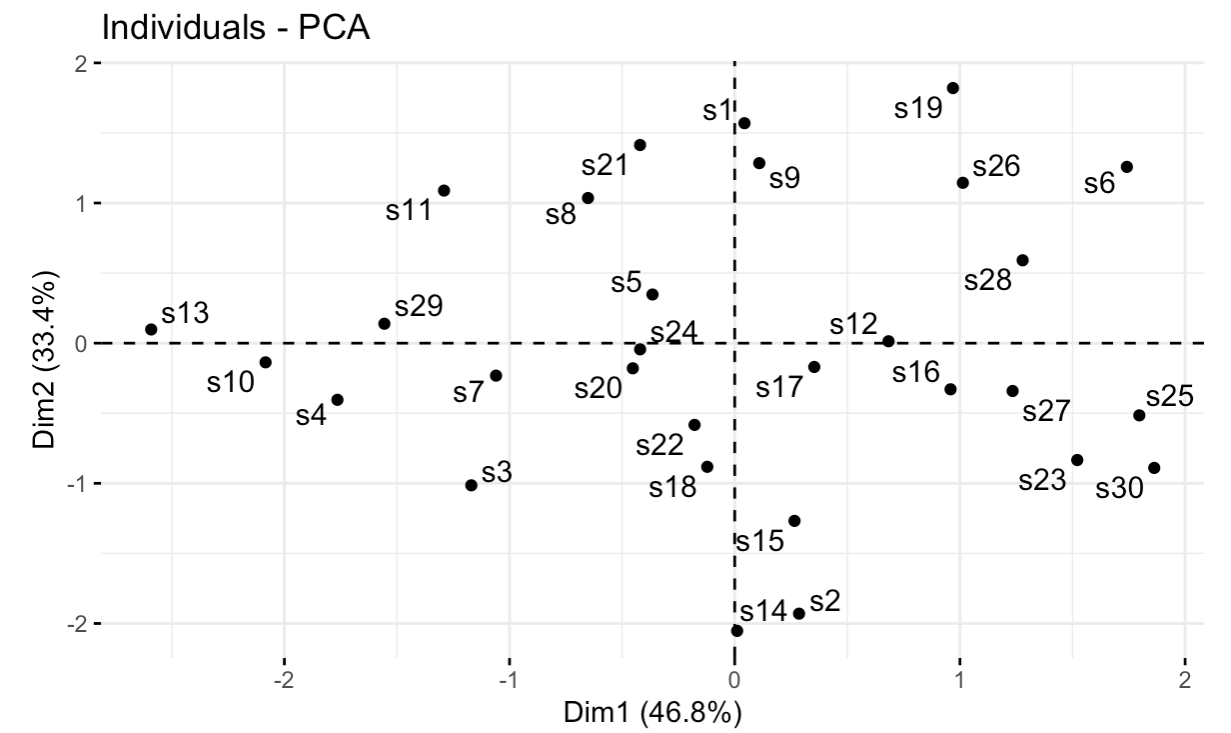 Individuals - PCA
2
s1
s19
s21
s9
s26
s6
s11
s8
1
s5
s28
s13
s29
s24
s12
0
s10
s4
s7
s20
s17
s16
s27
s25
s22
s3
s18
s23
s30
-1
s15
s14
s2
-2
Dim2 (33.4%)
-2
-1
0
1
2
Dim1 (46.8%)